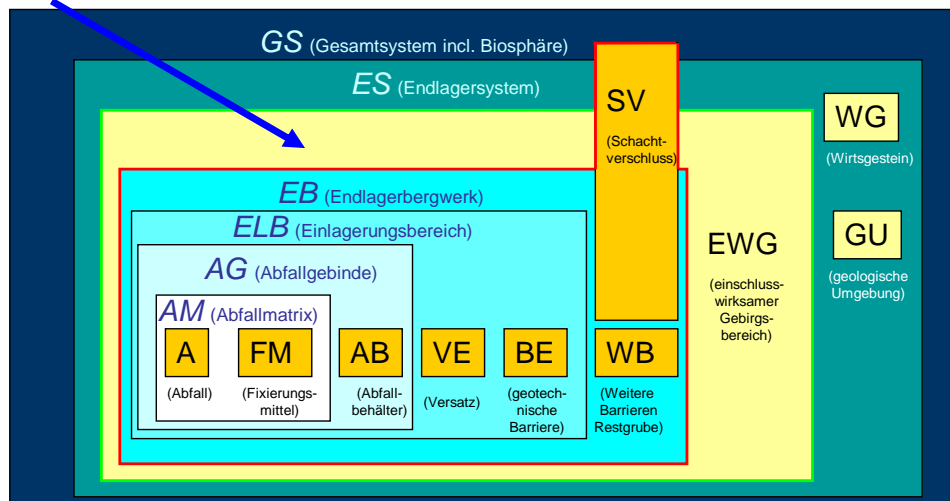 GS (Gesamtsystem incl. Biosphäre)
ES (Endlagersystem)
SV
(Schacht-
verschluss)
WG
(Wirtsgestein)
EB (Endlagerbergwerk)
ELB (Einlagerungsbereich)
EWG
(einschluss-
wirksamer
Gebirgs-
bereich)
GU
(geologische
Umgebung)
AG (Abfallgebinde)
AM (Abfallmatrix)
A
(Abfall)
FM
(Fixierungs-
mittel)
AB
(Abfall-
behälter)
VE
(Versatz)
BE
(geotech-
nische
Barriere)
WB
(Weitere
Barrieren
Restgrube)